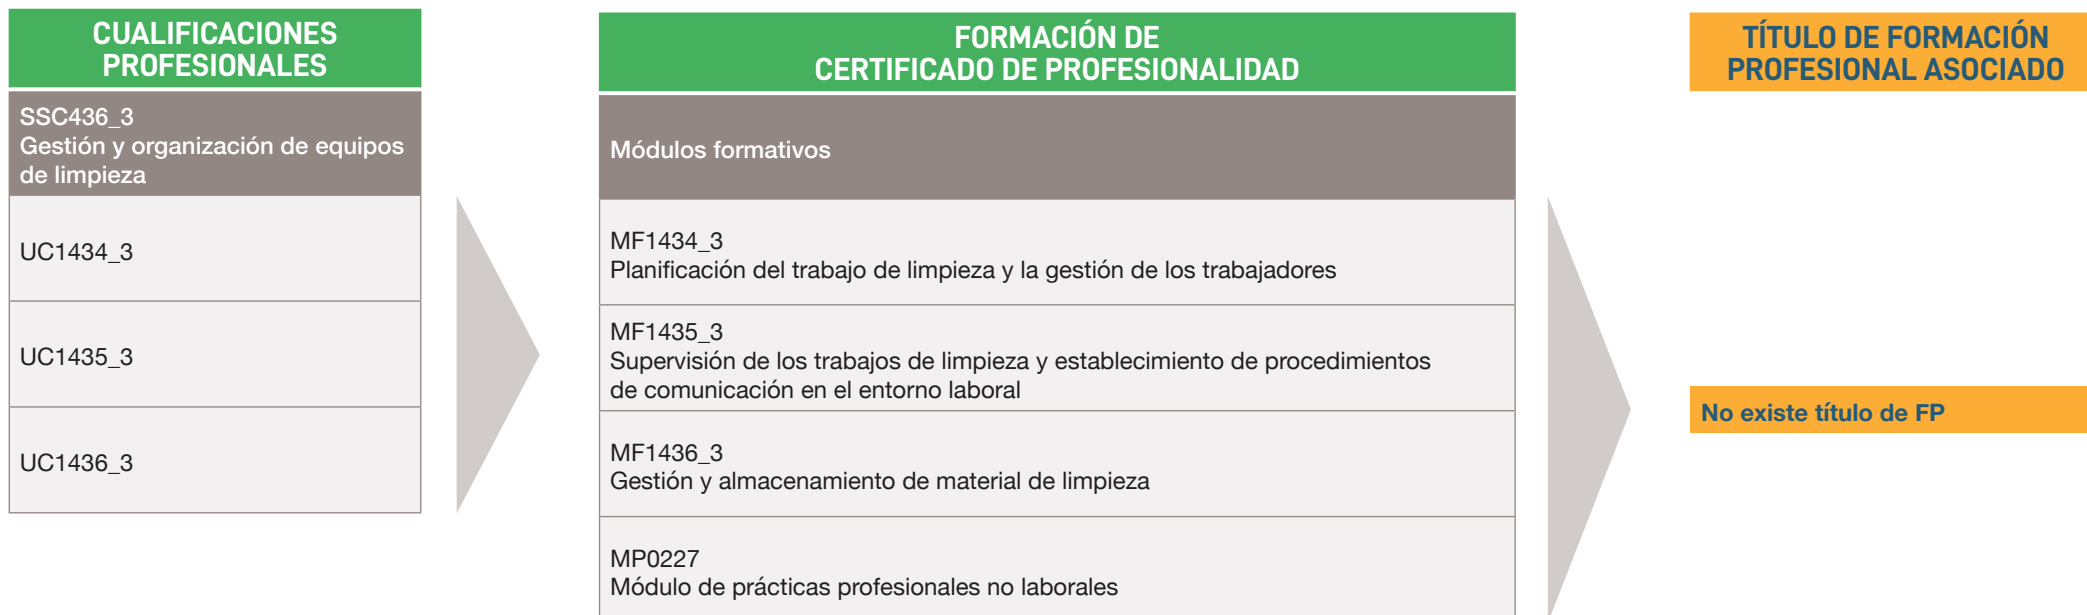 CUALIFICACIONES
PROFESIONALES
SSC436_3
Gestión y organización de equipos
de limpieza
UC1434_3
UC1435_3
UC1436_3
FORMACIÓN DE
CERTIFICADO DE PROFESIONALIDAD
Módulos formativos
MF1434_3
Planificación del trabajo de limpieza y la gestión de los trabajadores
MF1435_3
Supervisión de los trabajos de limpieza y establecimiento de procedimientos
de comunicación en el entorno laboral
MF1436_3
Gestión y almacenamiento de material de limpieza
MP0227
Módulo de prácticas profesionales no laborales
TÍTULO DE FORMACIÓN
PROFESIONAL ASOCIADO
No existe título de FP